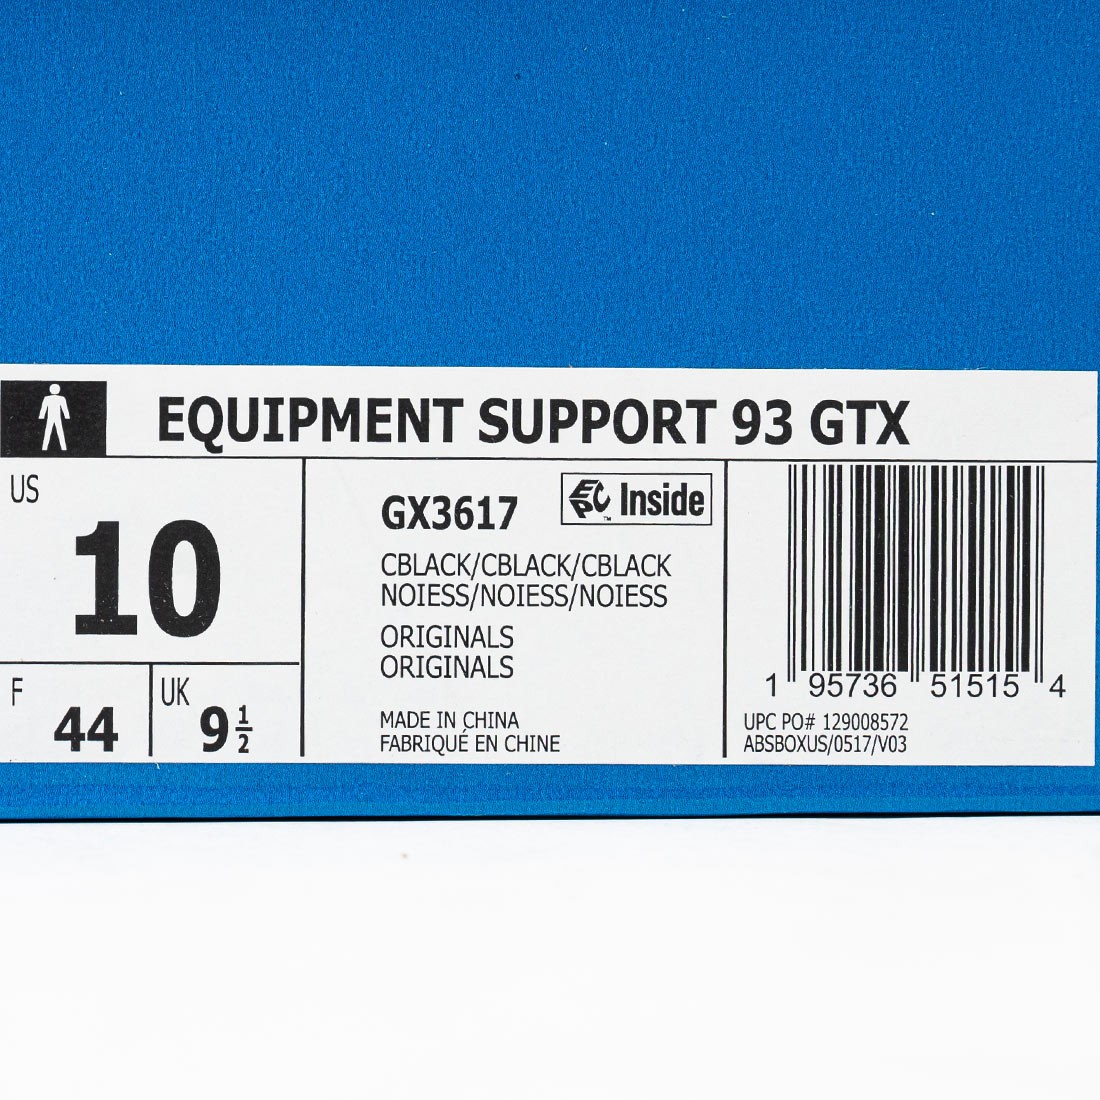 EQUIPMENT SUPPORT 93 GTX
US
10
F
44
UK
9 1/2
GX3617
EPC™ Inside
CBLACK/CBLACK/CBLACK
NOIESS/NOIESS/NOIESS
ORIGINALS
ORIGINALS
MADE IN CHINA
FABRIQUÉ EN CHINE
1 95736 51515 4
UPC PO# 129008572
ABSBOXUS/0517/V03